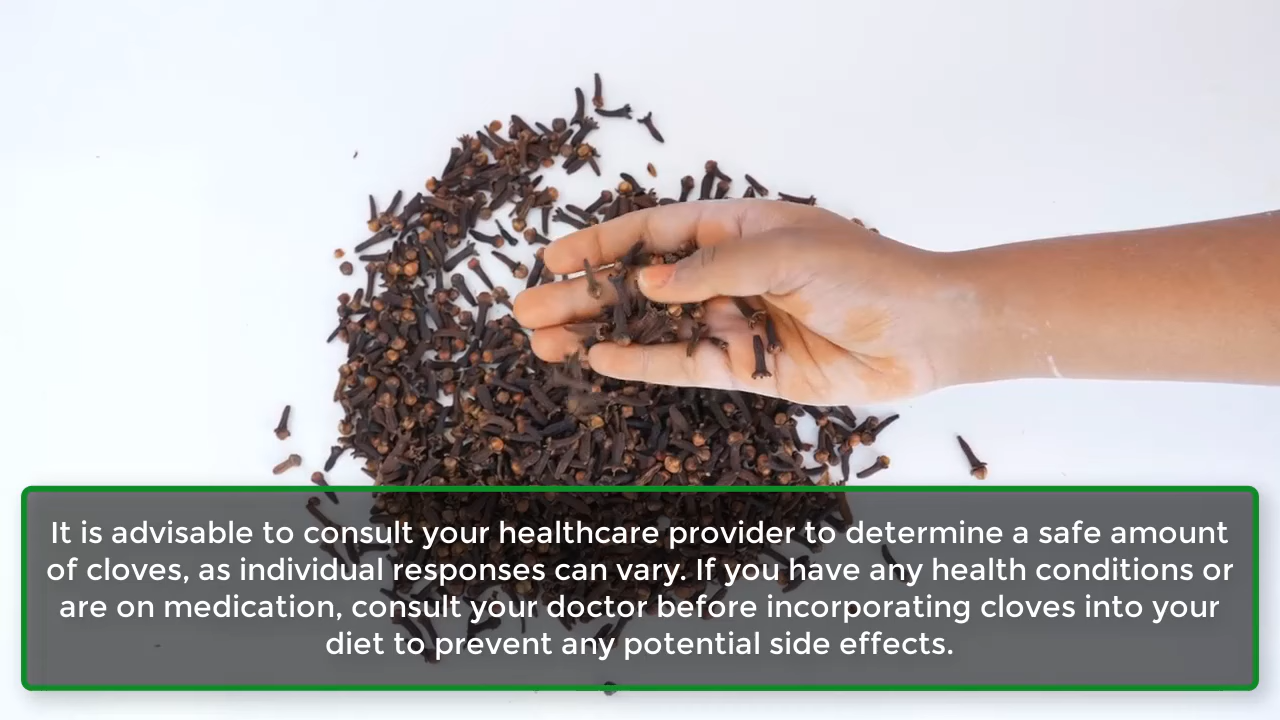 It is advisable to consult your healthcare provider to determine a safe amount
of cloves, as individual responses can vary. If you have any health conditions or
are on medication, consult your doctor before incorporating cloves into your
diet to prevent any potential side effects.